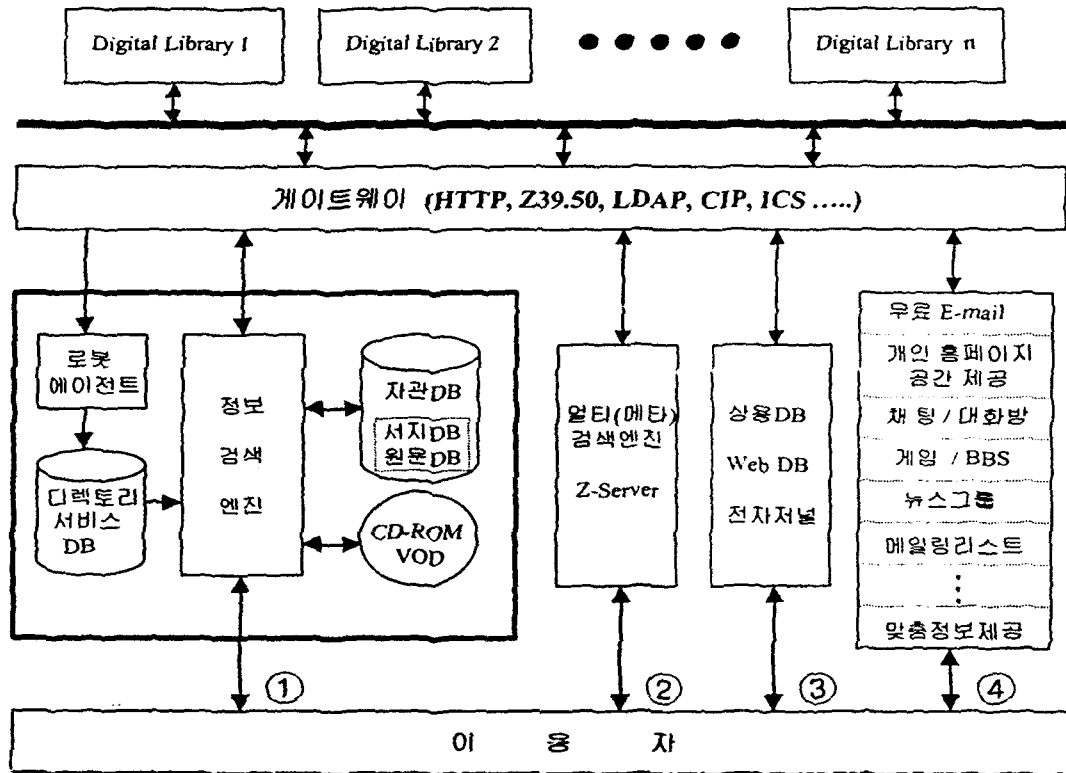 Digital Library 1
Digital Library 2
Digital Library n
게이트웨이 (HTTP, Z39.50, LDAP, CIP, ICS .....)
로봇
에이전트
디렉토리
서비스
DB
정보
검색
엔진
자관DB
서지DB
원문DB
CD-ROM
VOD
멀티(메타)
검색엔진
Z-Server
상용DB
Web DB
전자저널
무료 E-mail
개인 홈페이지
공간 제공
채팅 / 대화방
게임 / BBS
뉴스그룹
메일링리스트
맞춤정보제공
①
②
③
④
이 용 자